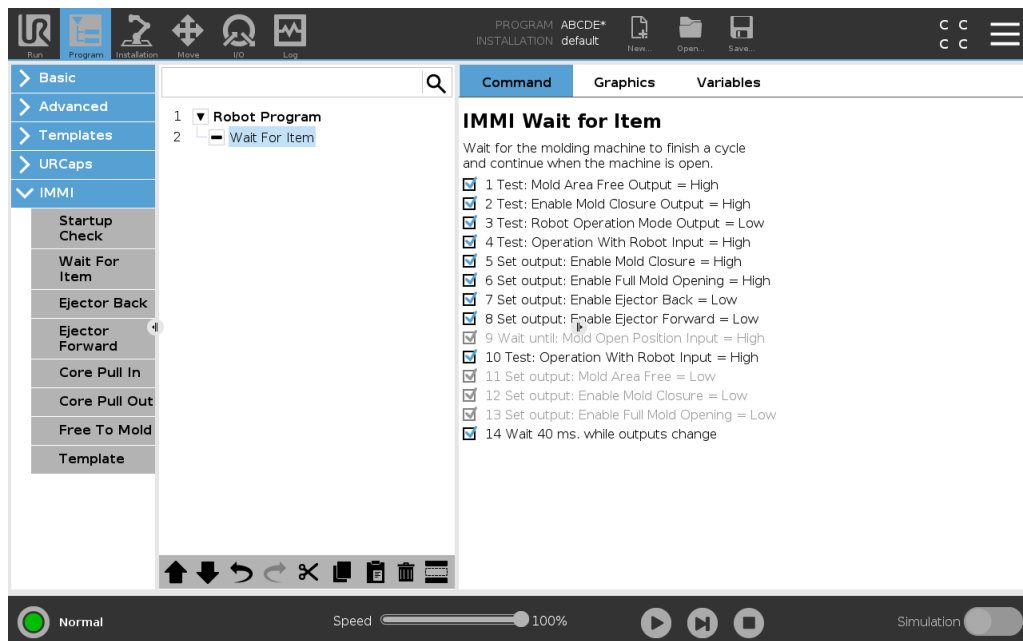 UR
PROGRAM ABCDE*
INSTALLATION default
Run
Program
Installation
Move
I/O
Log
New...
Open...
Save...
C C
C C
Basic
Advanced
Templates
URCaps
IMMI
Startup
Check
Wait For
Item
Ejector Back
Ejector
Forward
Core Pull In
Core Pull Out
Free To Mold
Template
1 Robot Program
2 Wait For Item
Command Graphics Variables
IMMI Wait for Item
Wait for the molding machine to finish a cycle
and continue when the machine is open.
1 Test: Mold Area Free Output = High
2 Test: Enable Mold Closure Output = High
3 Test: Robot Operation Mode Output = Low
4 Test: Operation With Robot Input = High
5 Set output: Enable Mold Closure = High
6 Set output: Enable Full Mold Opening = High
7 Set output: Enable Ejector Back = Low
8 Set output: Enable Ejector Forward = Low
9 Wait until: Mold Open Position Input = High
10 Test: Operation With Robot Input = High
11 Set output: Mold Area Free = Low
12 Set output: Enable Mold Closure = Low
13 Set output: Enable Full Mold Opening = Low
14 Wait 40 ms. while outputs change
Normal
Speed 100%
Simulation